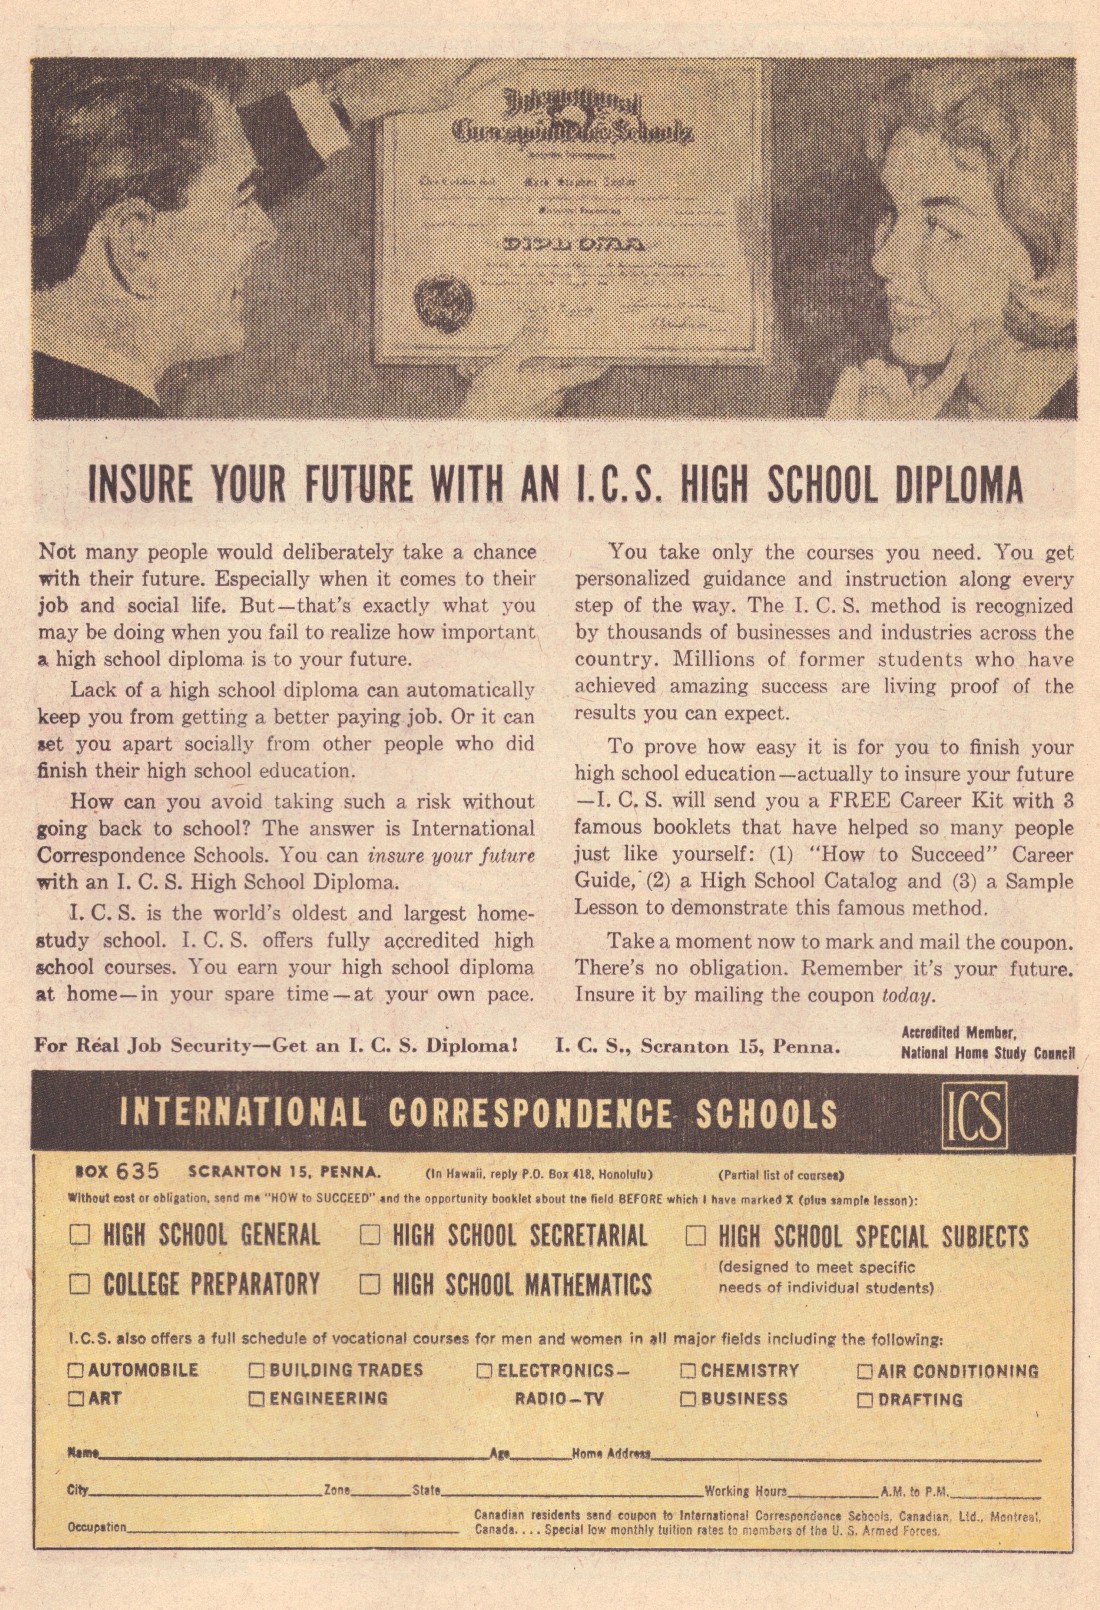 International
Correspondence Schools
Mark Stephen Taylor
DIPLOMA
INSURE YOUR FUTURE WITH AN I.C.S. HIGH SCHOOL DIPLOMA
Not many people would deliberately take a chance
with their future. Especially when it comes to their
job and social life. But—that's exactly what you
may be doing when you fail to realize how important
a high school diploma is to your future.
Lack of a high school diploma can automatically
keep you from getting a better paying job. Or it can
set you apart socially from other people who did
finish their high school education.
How can you avoid taking such a risk without
going back to school? The answer is International
Correspondence Schools. You can insure your future
with an I. C. S. High School Diploma.
I. C. S. is the world's oldest and largest home-
study school. I. C. S. offers fully accredited high
school courses. You earn your high school diploma
at home—in your spare time—at your own pace.
You take only the courses you need. You get
personalized guidance and instruction along every
step of the way. The I. C. S. method is recognized
by thousands of businesses and industries across the
country. Millions of former students who have
achieved amazing success are living proof of the
results you can expect.
To prove how easy it is for you to finish your
high school education—actually to insure your future
—I. C. S. will send you a FREE Career Kit with 3
famous booklets that have helped so many people
just like yourself: (1) "How to Succeed" Career
Guide, (2) a High School Catalog and (3) a Sample
Lesson to demonstrate this famous method.
Take a moment now to mark and mail the coupon.
There's no obligation. Remember it's your future.
Insure it by mailing the coupon today.
For Real Job Security—Get an I. C. S. Diploma! I. C. S., Scranton 15, Penna.
Accredited Member,
National Home Study Council
INTERNATIONAL CORRESPONDENCE SCHOOLS ICS
BOX 635 SCRANTON 15, PENNA. (In Hawaii, reply P.O. Box 418, Honolulu) (Partial list of courses)
Without cost or obligation, send me "HOW to SUCCEED" and the opportunity booklet about the field BEFORE which I have marked X (plus sample lesson):
HIGH SCHOOL GENERAL HIGH SCHOOL SECRETARIAL HIGH SCHOOL SPECIAL SUBJECTS
(designed to meet specific
COLLEGE PREPARATORY HIGH SCHOOL MATHEMATICS needs of individual students)
I.C.S. also offers a full schedule of vocational courses for men and women in all major fields including the following:
AUTOMOBILE BUILDING TRADES ELECTRONICS— CHEMISTRY AIR CONDITIONING
ART ENGINEERING RADIO—TV BUSINESS DRAFTING
Name Age Home Address
City Zone State Working Hours A.M. to P.M.
Occupation
Canadian residents send coupon to International Correspondence Schools, Canadian, Ltd., Montreal,
Canada. . . . Special low monthly tuition rates to members of the U. S. Armed Forces.